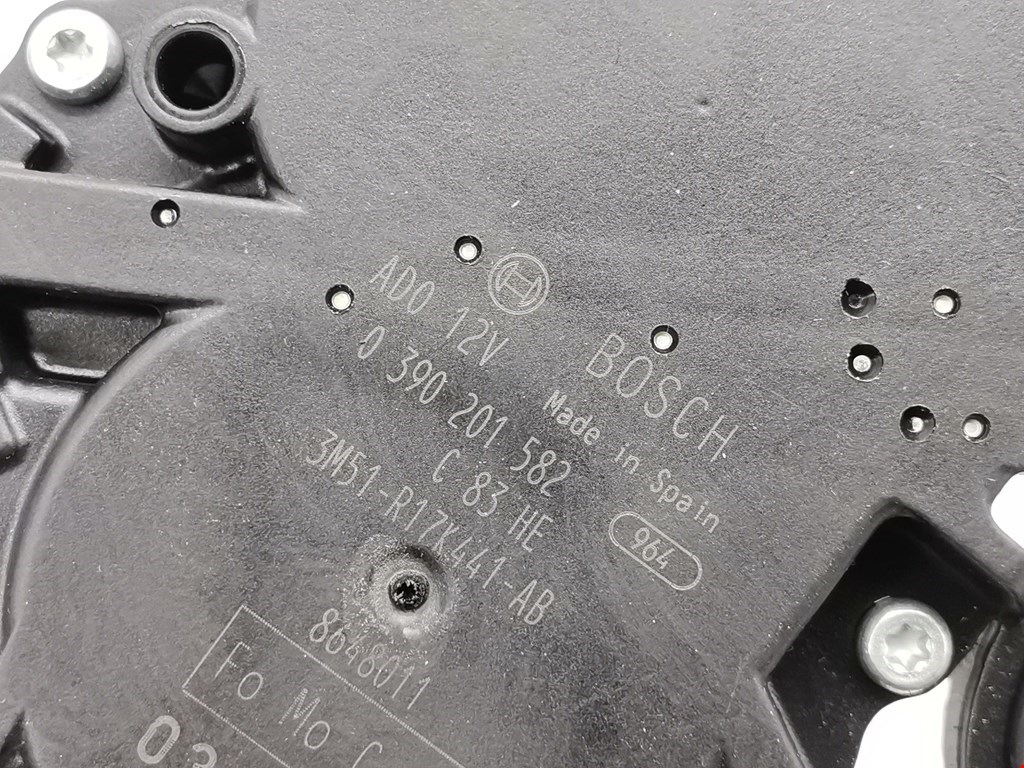 BOSCH
Made in Spain
964
ADO 12V
0 390 201 582
C 83 HE
3M51-R17K441-AB
8648011
Fo Mo C
03